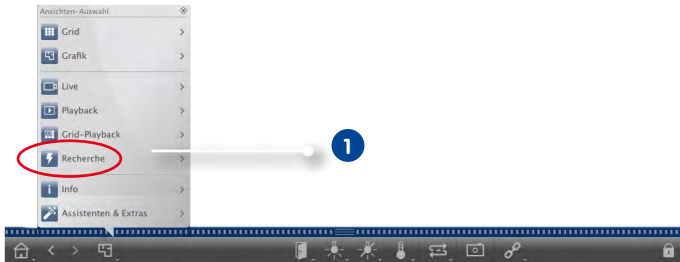 Ansichten-Auswahl
Grid
Grafik
Live
Playback
Grid-Playback
Recherche
1
Info
Assistenten & Extras